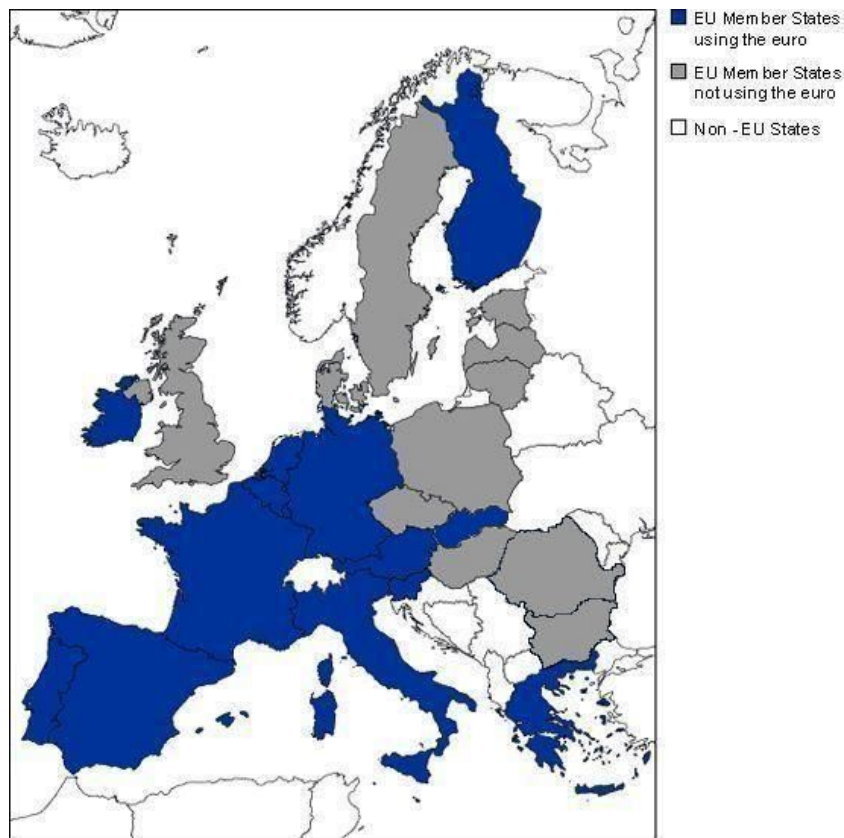 EU Member States
using the euro
EU Member States
not using the euro
Non - EU States